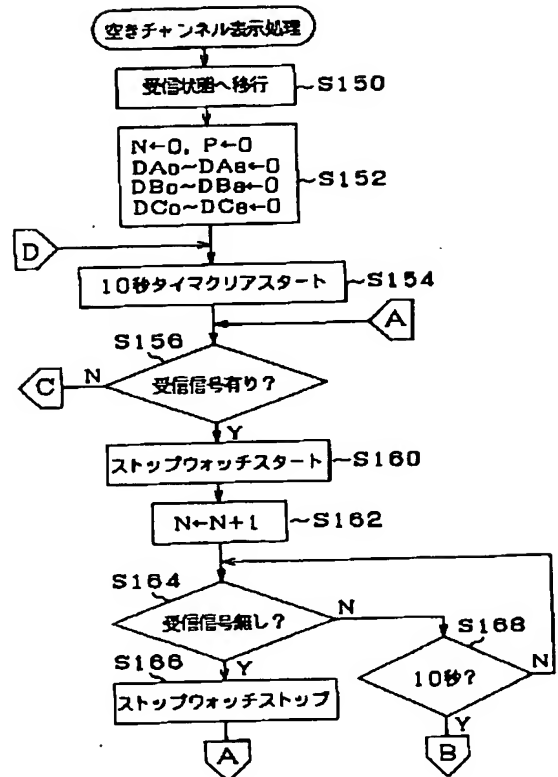 空きチャンネル表示処理
受信状態へ移行
S150
N←0, P←0
DA0~DA8←0
DB0~DB8←0
DC0~DC8←0
S152
D
10秒タイマクリアスタート
S154
A
S156
受信信号有り?
N
C
Y
ストップウォッチスタート
S160
N←N+1
S162
S164
受信信号無し?
N
S168
10秒?
N
Y
B
Y
S166
ストップウォッチストップ
A